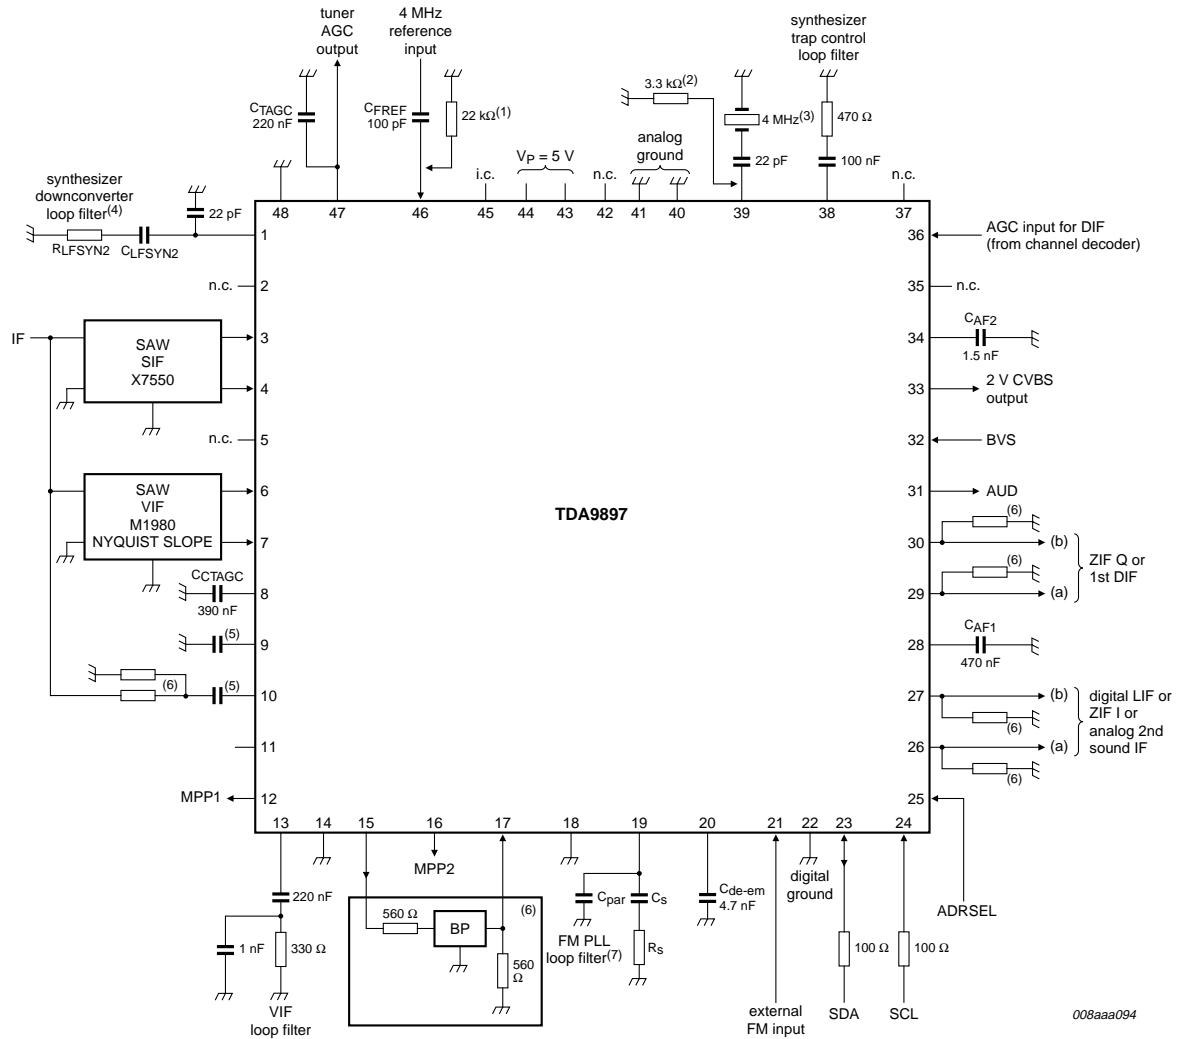 tuner
AGC
output
4 MHz
reference
input
synthesizer
trap control
loop filter
CTAGC
220 nF
CFREF
100 pF
22 kΩ(1)
3.3 kΩ(2)
4 MHz(3)
470 Ω
22 pF
100 nF
VP = 5 V
analog
ground
i.c.
n.c.
n.c.
synthesizer
downconverter
loop filter(4)
22 pF
RLFSYN2
CLFSYN2
48
47
46
45
44
43
42
41
40
39
38
37
1
36
AGC input for DIF
(from channel decoder)
n.c.
2
35
n.c.
IF
SAW
SIF
X7550
3
34
CAF2
1.5 nF
4
33
2 V CVBS
output
n.c.
5
32
BVS
SAW
VIF
M1980
NYQUIST SLOPE
6
31
AUD
TDA9897
7
30
(6)
(b)
ZIF Q or
1st DIF
CCTAGC
390 nF
8
29
(6)
(a)
(5)
9
28
CAF1
470 nF
(6)
(5)
10
27
(b)
(6)
digital LIF or
ZIF I or
analog 2nd
sound IF
11
26
(a)
(6)
MPP1
12
25
13
14
15
16
17
18
19
20
21
22
23
24
MPP2
digital
ground
ADRSEL
220 nF
1 nF
330 Ω
VIF
loop filter
560 Ω
BP
(6)
560
Ω
Cpar
Cs
FM PLL
loop filter(7)
Rs
Cde-em
4.7 nF
100 Ω
100 Ω
external
FM input
SDA
SCL
008aaa094